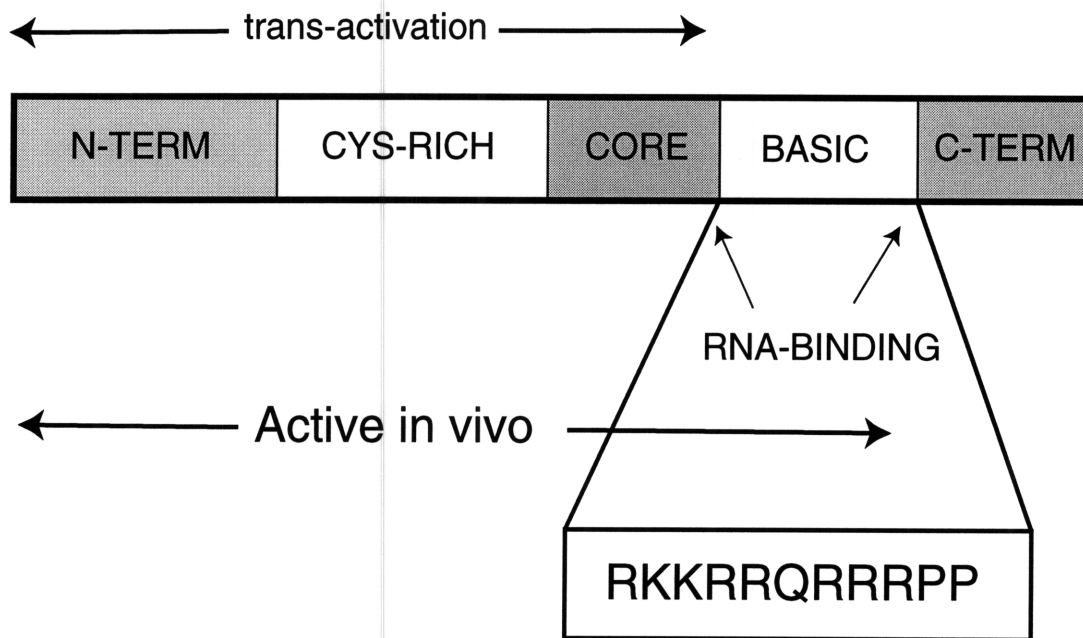 trans-activation
N-TERM CYS-RICH CORE BASIC C-TERM
RNA-BINDING
Active in vivo
RKKRRQRRRPP